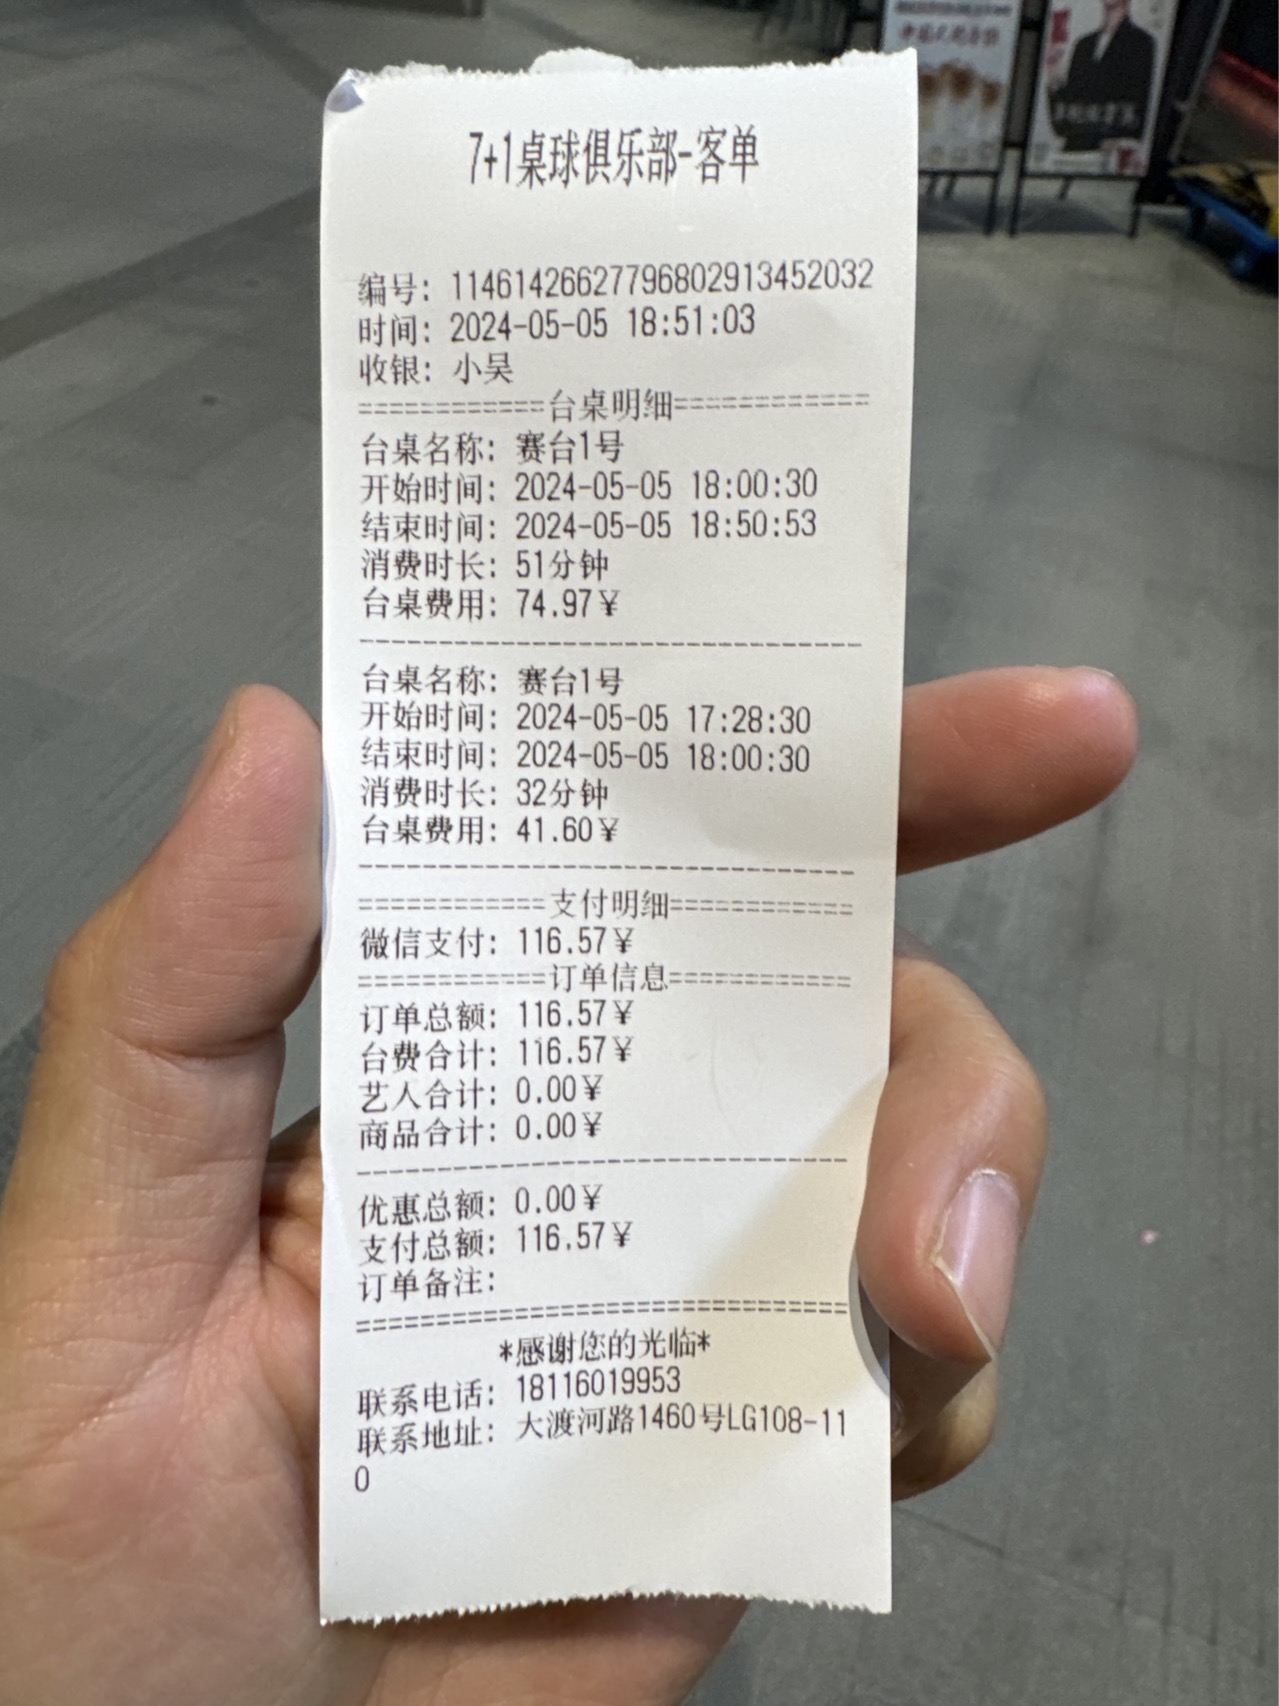 7+1桌球俱乐部-客单
编号: 11461426627796802913452032
时间: 2024-05-05 18:51:03
收银: 小吴
============台桌明细=============
台桌名称: 赛台1号
开始时间: 2024-05-05 18:00:30
结束时间: 2024-05-05 18:50:53
消费时长: 51分钟
台桌费用: 74.97¥
--------------------------------
台桌名称: 赛台1号
开始时间: 2024-05-05 17:28:30
结束时间: 2024-05-05 18:00:30
消费时长: 32分钟
台桌费用: 41.60¥
--------------------------------
============支付明细============
微信支付: 116.57¥
============订单信息============
订单总额: 116.57¥
台费合计: 116.57¥
艺人合计: 0.00¥
商品合计: 0.00¥
--------------------------------
优惠总额: 0.00¥
支付总额: 116.57¥
订单备注:
================================
*感谢您的光临*
联系电话: 18116019953
联系地址: 大渡河路1460号LG108-11
0